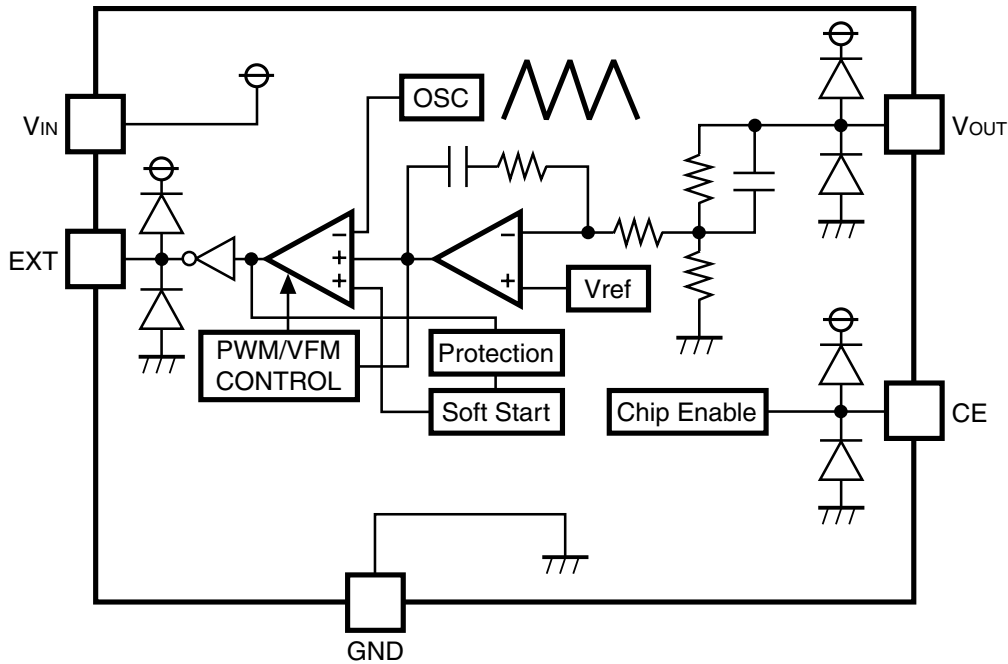 OSC
VIN
VOUT
EXT
−
+
+
−
+
Vref
PWM/VFM
CONTROL
Protection
Soft Start
Chip Enable
CE
GND